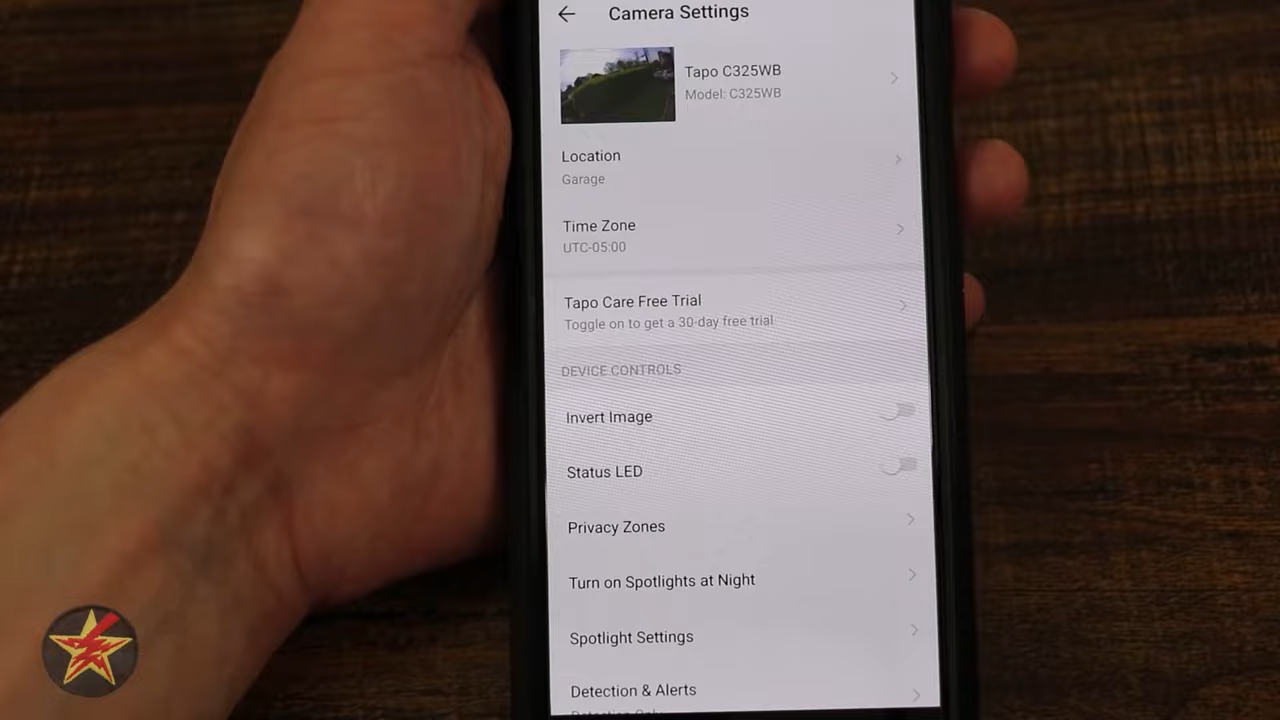 Camera Settings
Tapo C325WB
Model: C325WB
Location
Garage
Time Zone
UTC-05:00
Tapo Care Free Trial
Toggle on to get a 30-day free trial
DEVICE CONTROLS
Invert Image
Status LED
Privacy Zones
Turn on Spotlights at Night
Spotlight Settings
Detection & Alerts